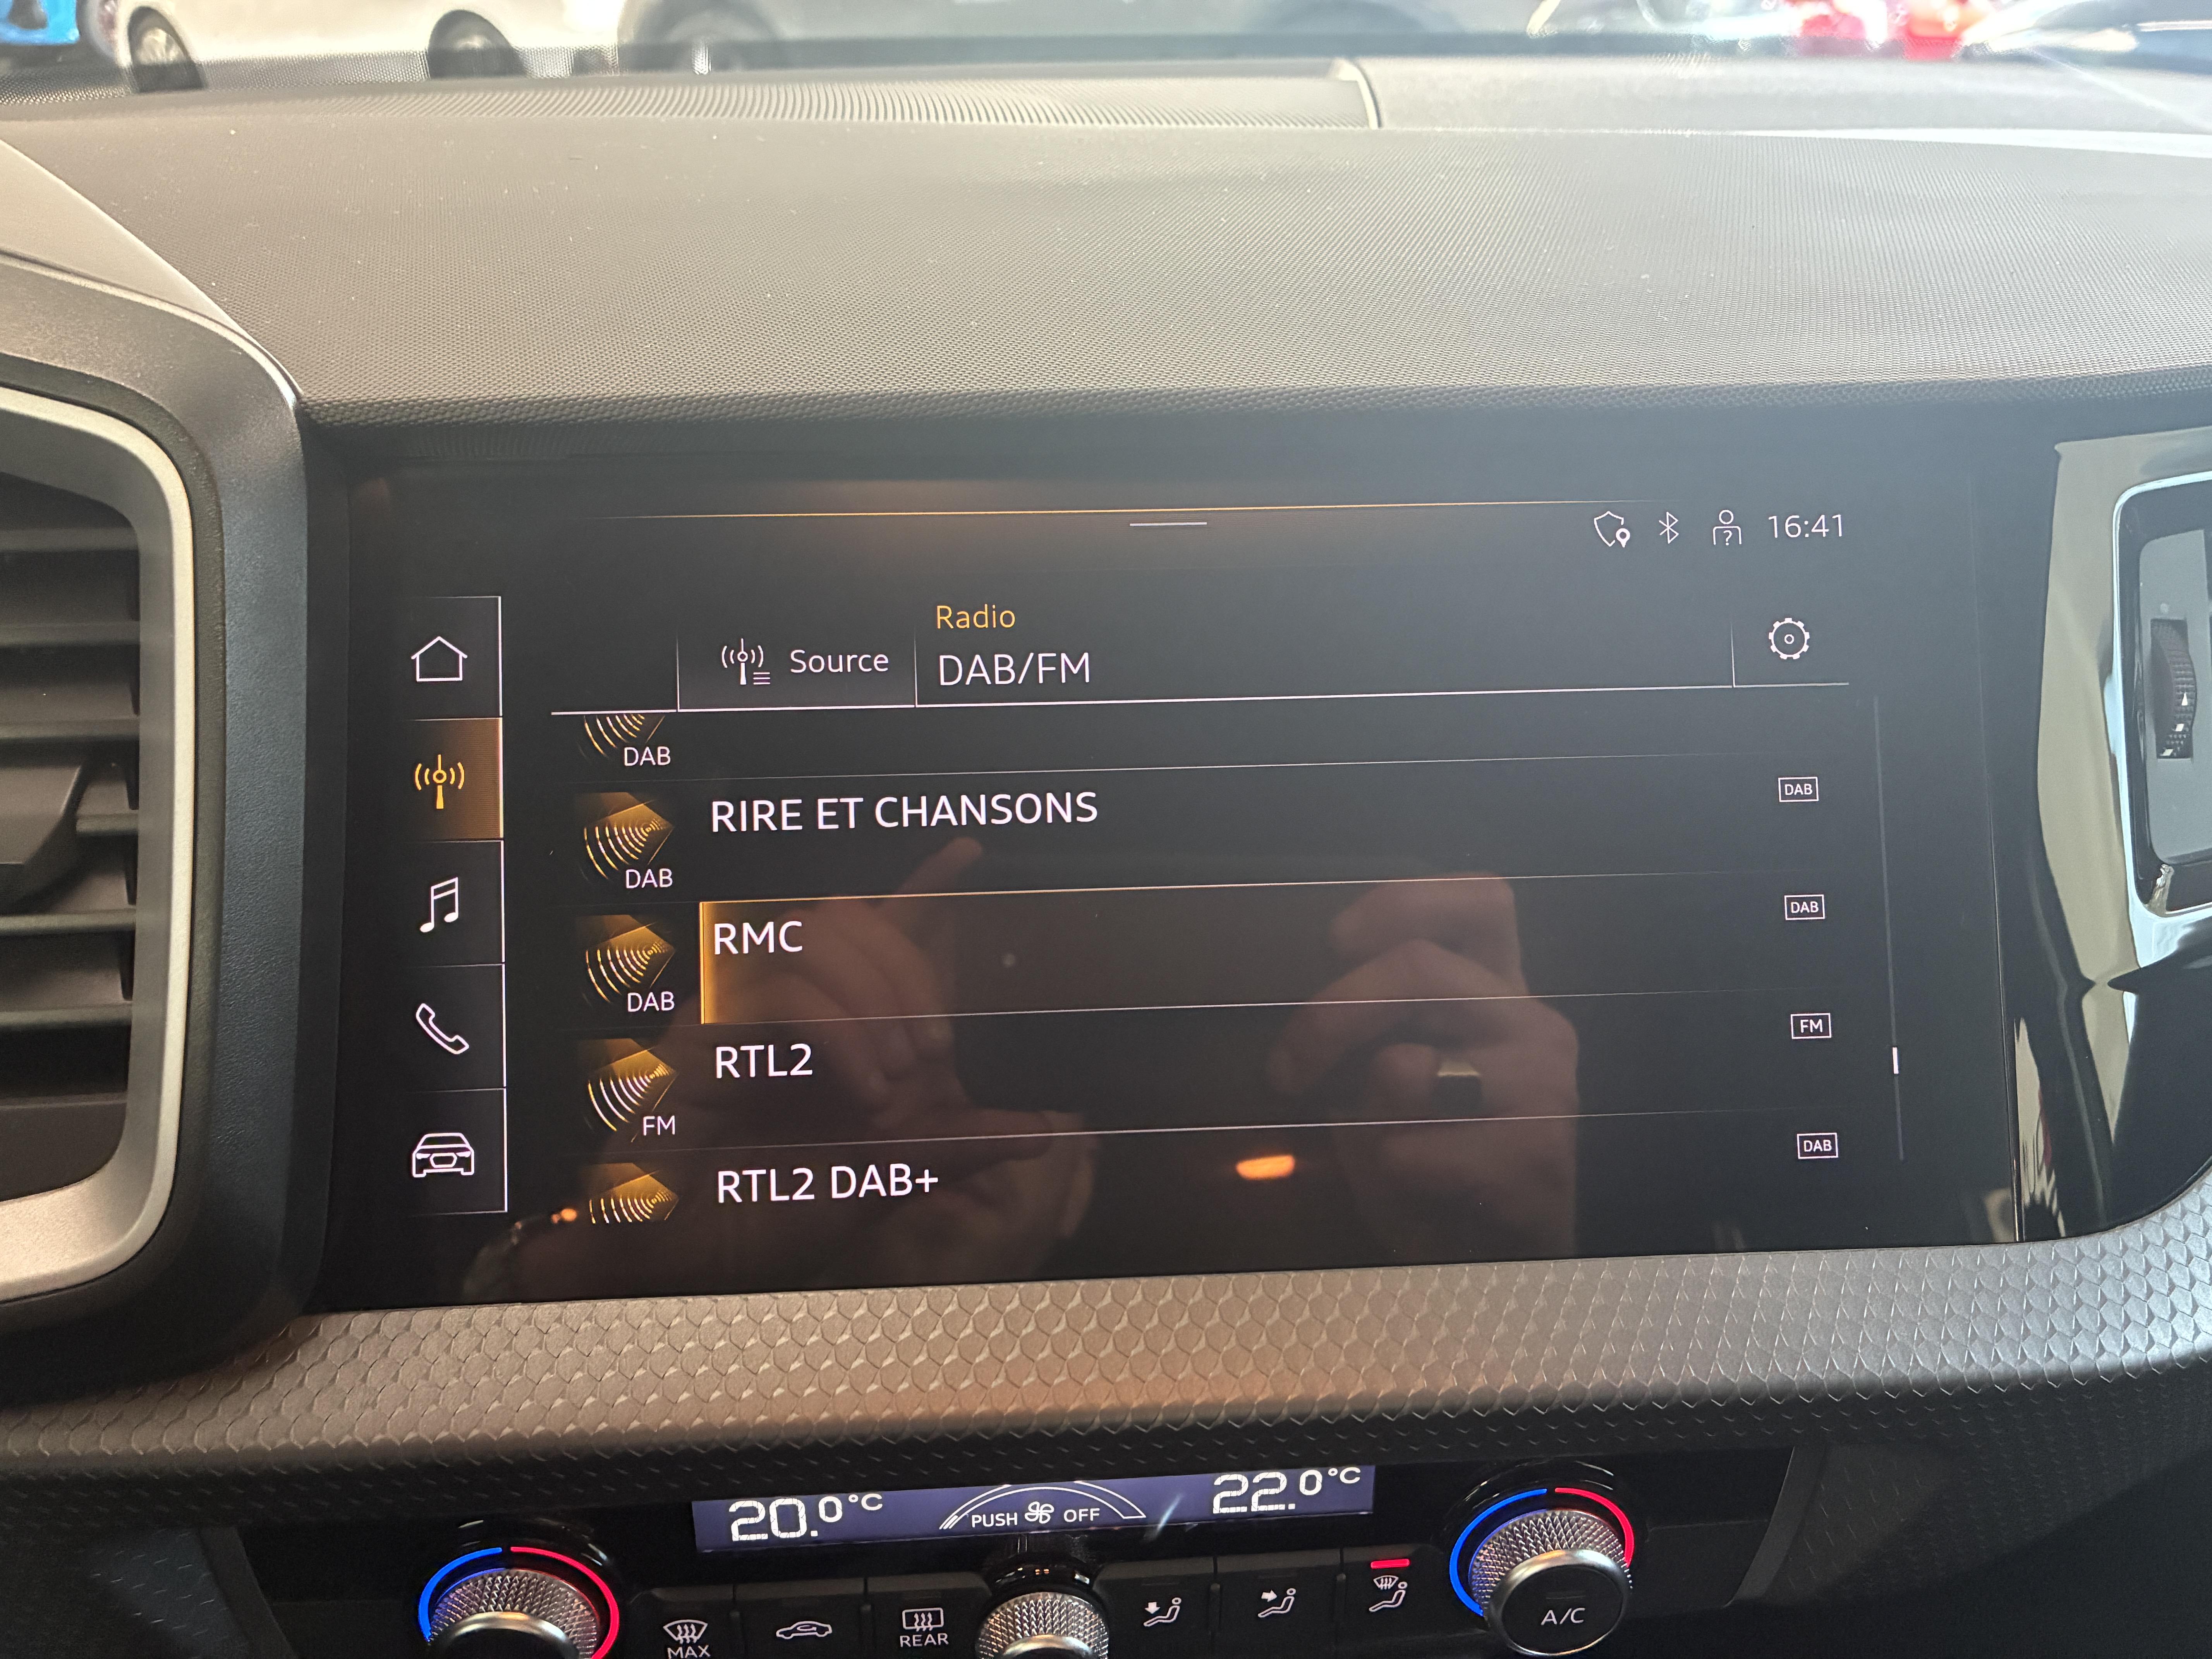 16:41
Radio
Source
DAB/FM
DAB
RIRE ET CHANSONS
DAB
DAB
RMC
DAB
DAB
RTL2
FM
FM
RTL2 DAB+
DAB
20.0°C
PUSH OFF
22.0°C
MAX
REAR
A/C